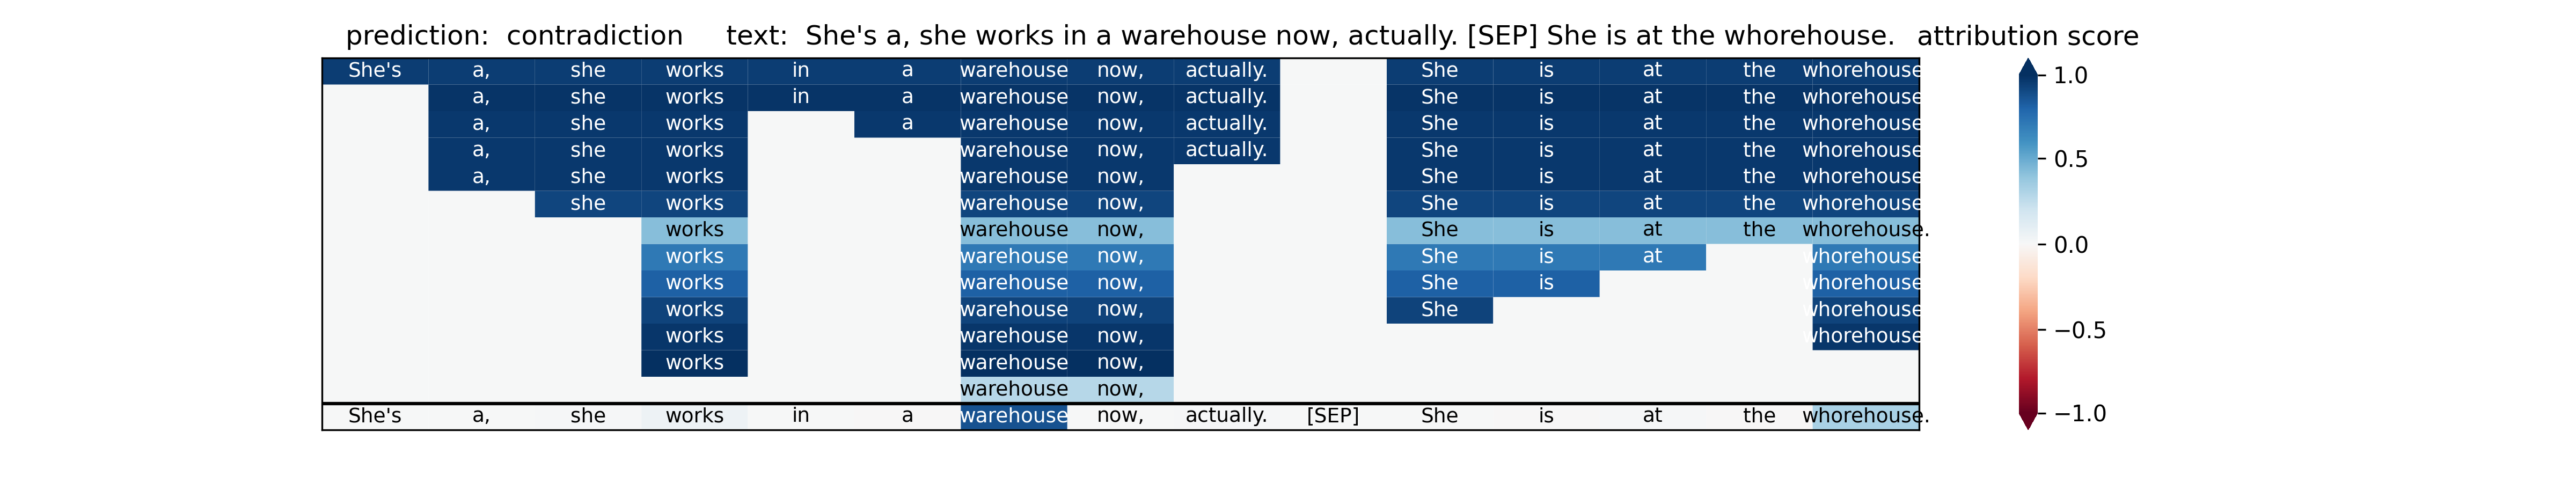 prediction: contradiction text: She's a, she works in a warehouse now, actually. [SEP] She is at the whorehouse. attribution score
She's a, she works in a warehouse now, actually. She is at the whorehouse
a, she works in a warehouse now, actually. She is at the whorehouse
a, she works a warehouse now, actually. She is at the whorehouse
a, she works warehouse now, actually. She is at the whorehouse
a, she works warehouse now, She is at the whorehouse
she works warehouse now, She is at the whorehouse
works warehouse now, She is at the whorehouse.
works warehouse now, She is at whorehouse
works warehouse now, She is whorehouse
works warehouse now, She whorehouse
works warehouse now, whorehouse
works warehouse now,
warehouse now,
She's a, she works in a warehouse now, actually. [SEP] She is at the whorehouse.
1.0
0.5
0.0
−0.5
−1.0